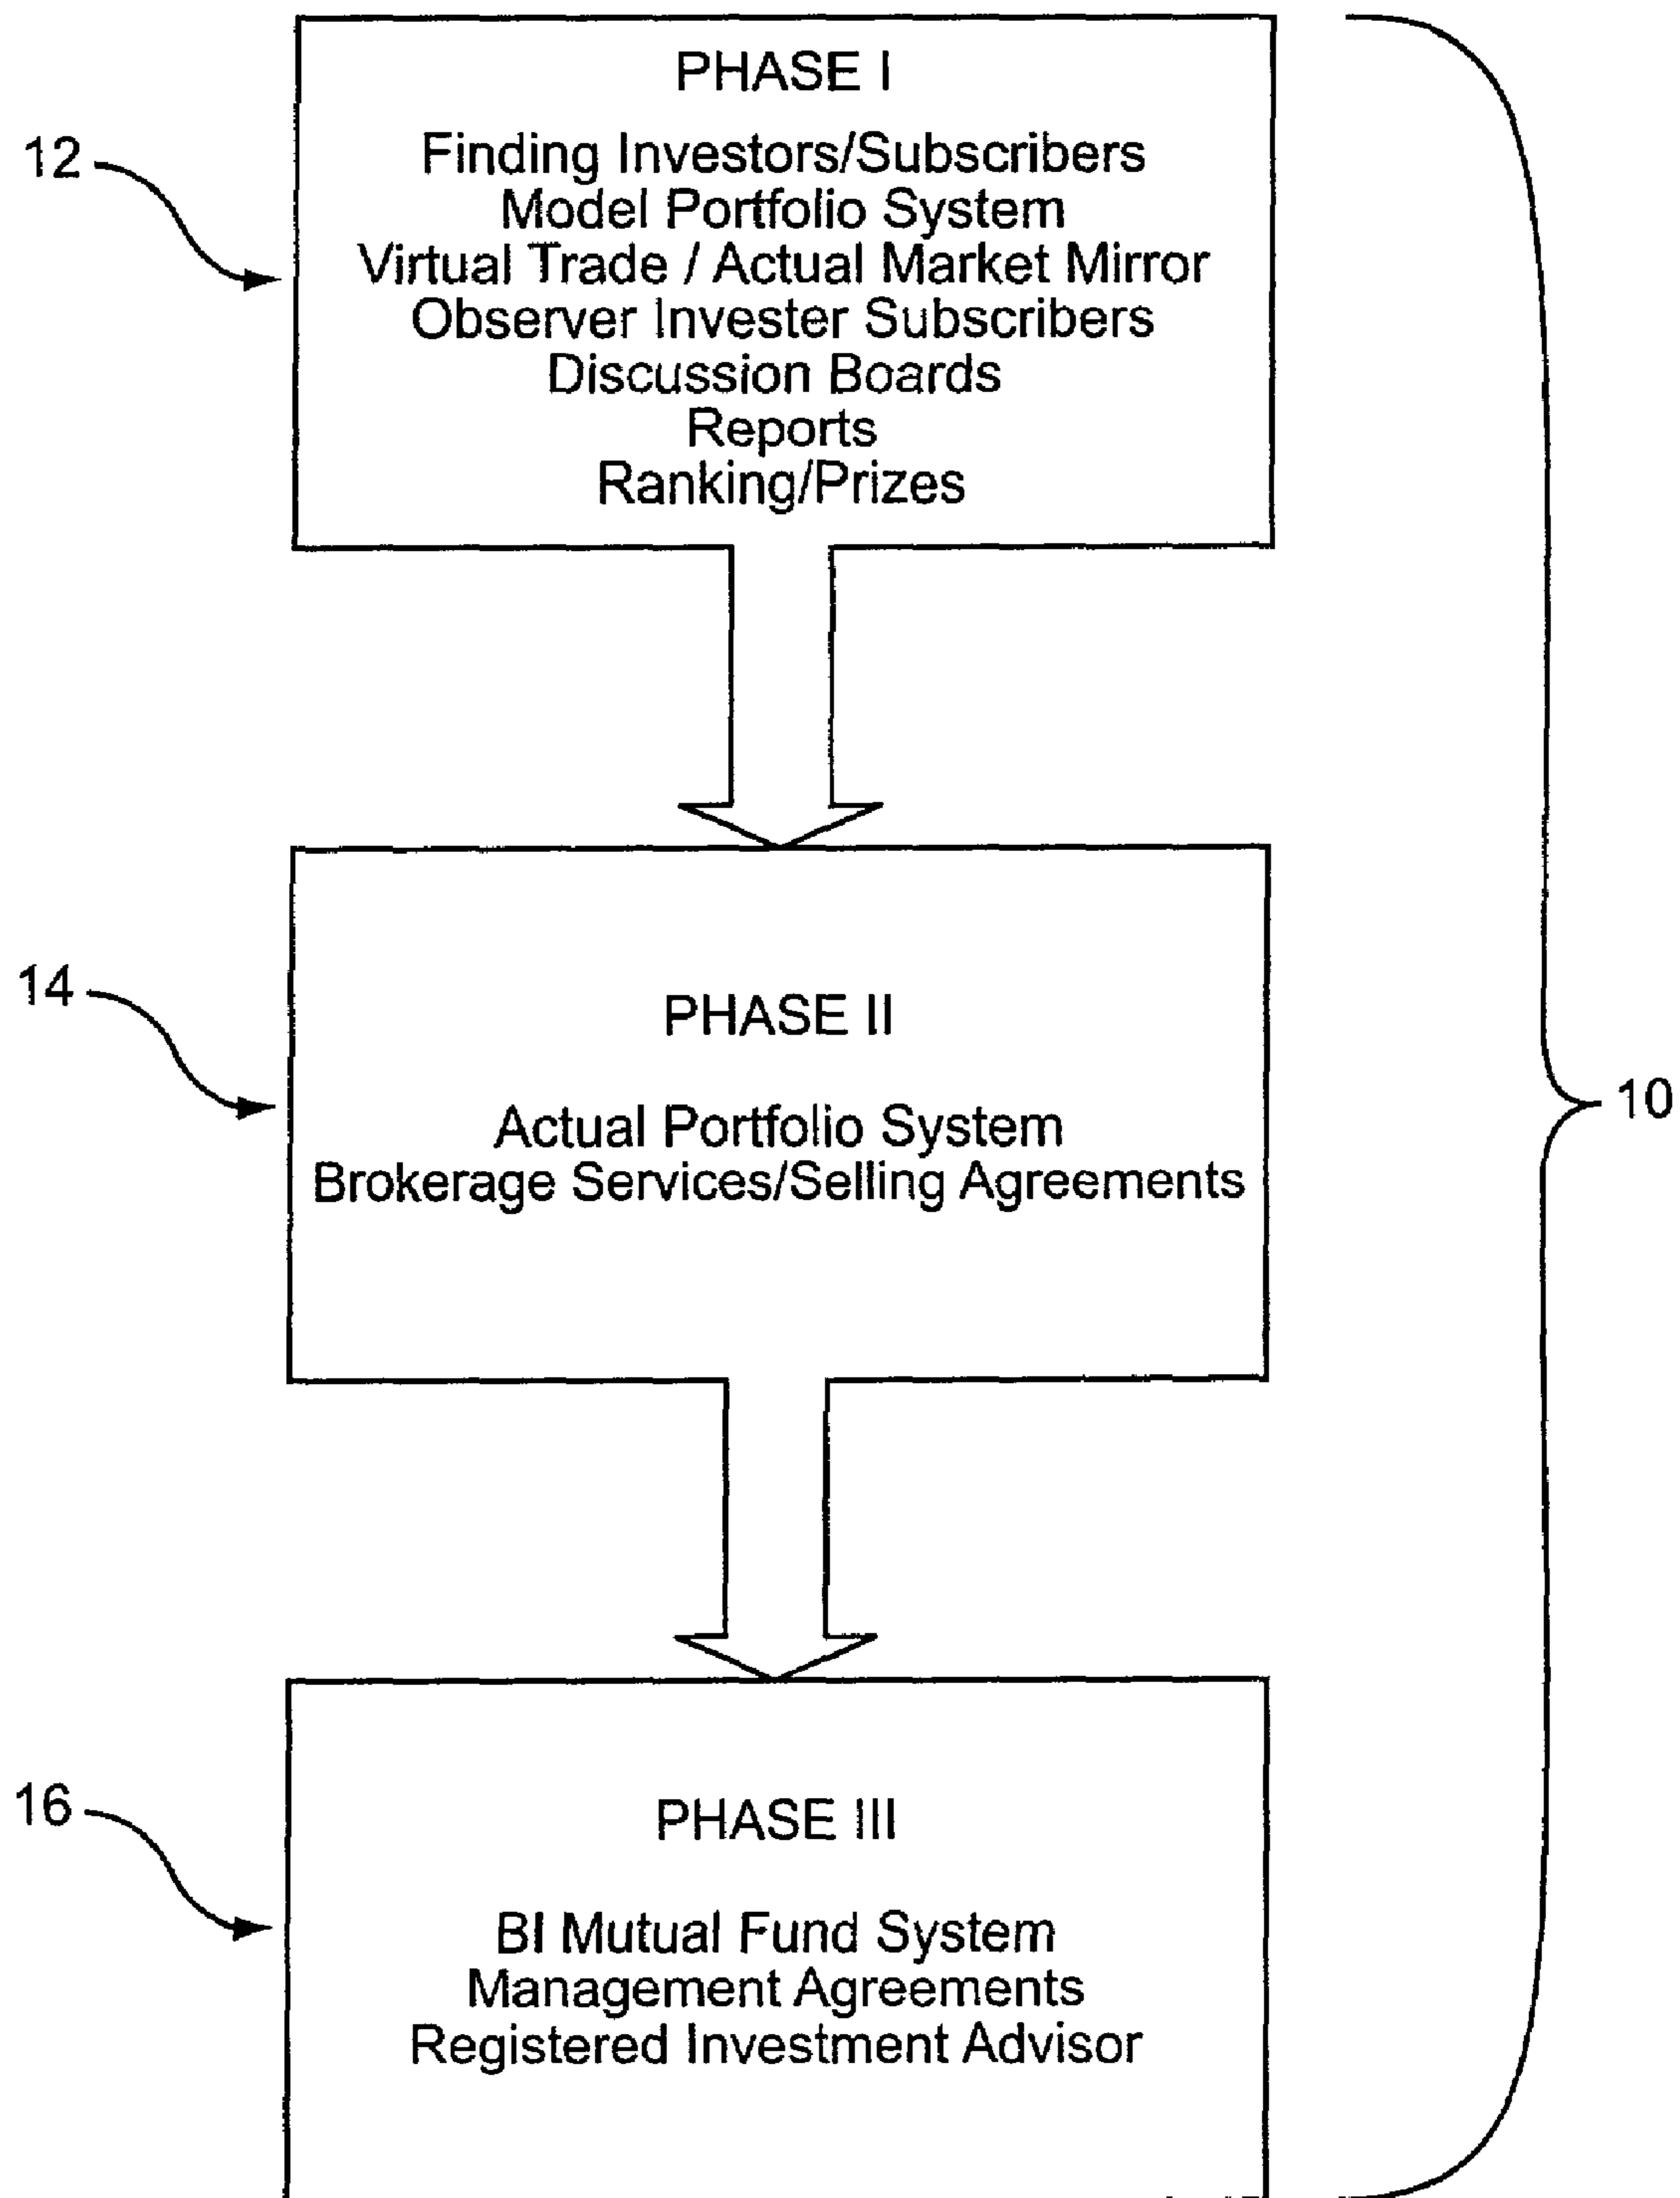 PHASE I
12
Finding Investors/Subscribers
Model Portfolio System
Virtual Trade / Actual Market Mirror
Observer Invester Subscribers
Discussion Boards
Reports
Ranking/Prizes
14
PHASE II
10
Actual Portfolio System
Brokerage Services/Selling Agreements
16
PHASE III
BI Mutual Fund System
Management Agreements
Registered Investment Advisor